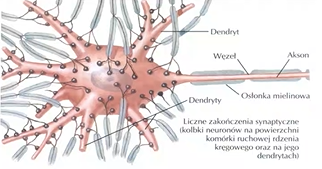 Dendryt
Węzeł
Akson
Osfonka mielinowa
Dendryty
Liczne zakończenia synaptyczne
(kolbki neuronów na powierzchni
komórki ruchowej rdzenia
kręgowego oraz na jego
dendrytach)